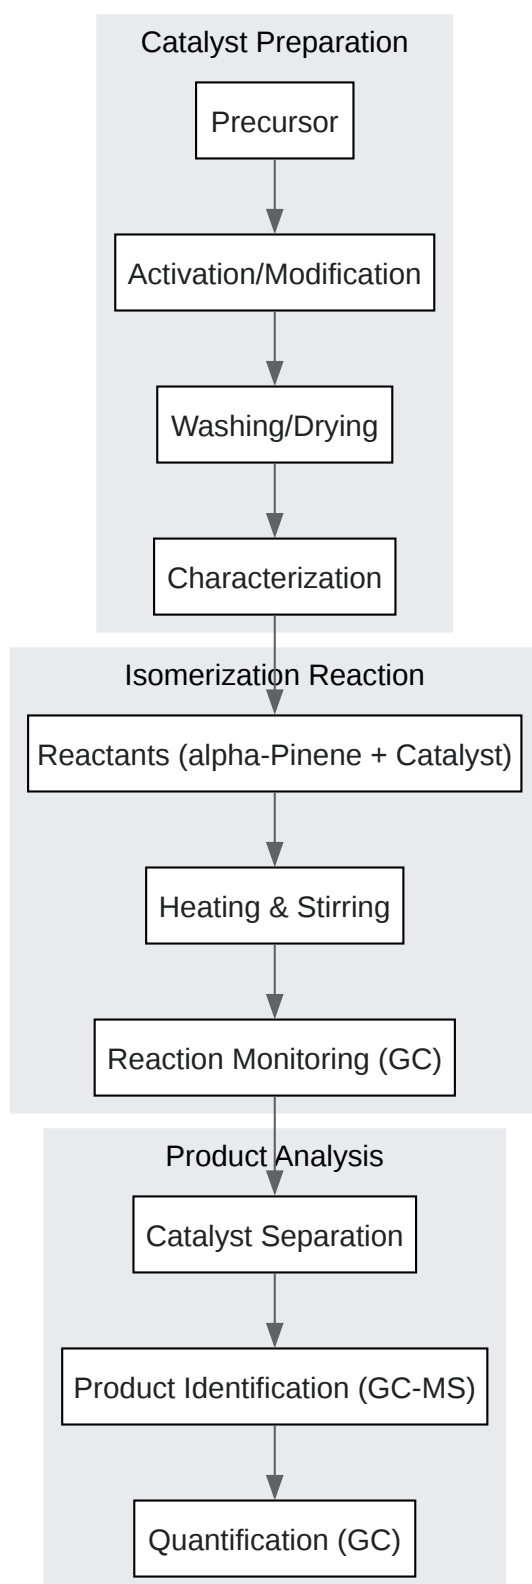 Catalyst Preparation
Precursor
Activation/Modification
Washing/Drying
Characterization
Isomerization Reaction
Reactants (alpha-Pinene + Catalyst)
Heating & Stirring
Reaction Monitoring (GC)
Product Analysis
Catalyst Separation
Product Identification (GC-MS)
Quantification (GC)